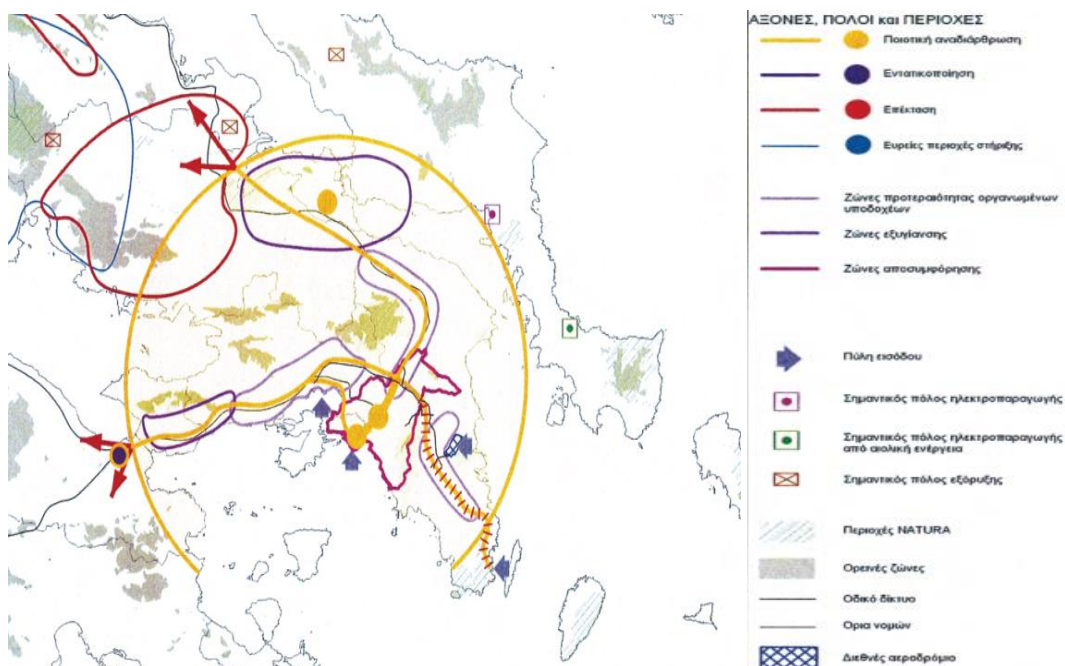 ΑΞΟΝΕΣ, ΠΟΛΟΙ και ΠΕΡΙΟΧΕΣ
Ποιοτική αναδιάρθρωση
Εντατικοποίηση
Επέκταση
Ευρείες περιοχές στήριξης
Ζώνες προτεραιότητας οργανωμένων
υποδοχέων
Ζώνες εξυγίανσης
Ζώνες αποσυμφόρησης
Πύλη εισόδου
Σημαντικός πόλος ηλεκτροπαραγωγής
Σημαντικός πόλος ηλεκτροπαραγωγής
από αιολική ενέργεια
Σημαντικός πόλος εξόρυξης
Περιοχές NATURA
Ορεινές ζώνες
Οδικό δίκτυο
Ορια νομών
Διεθνές αεροδρόμιο